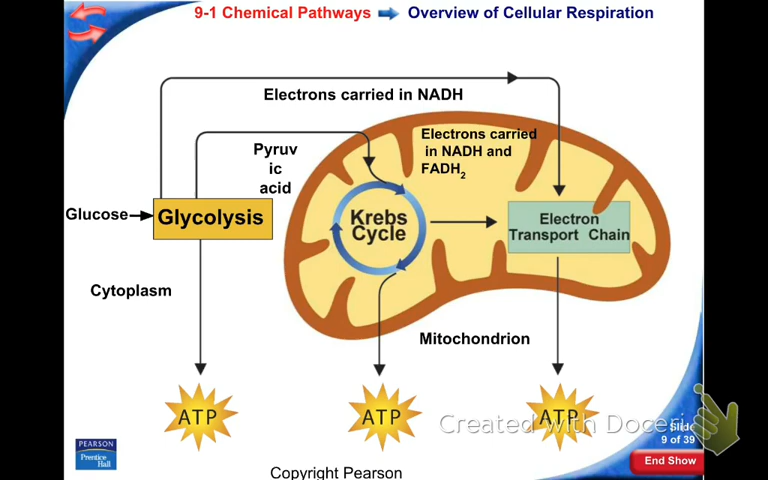 9-1 Chemical Pathways
Overview of Cellular Respiration
Electrons carried in NADH
Pyruv
ic
acid
Electrons carried
in NADH and
FADH₂
Glucose
Glycolysis
Krebs
Cycle
Electron
Transport Chain
Cytoplasm
Mitochondrion
ATP
ATP
ATP
Created with Doceri
Slide
9 of 39
PEARSON
Prentice
Hall
End Show
Copyright Pearson